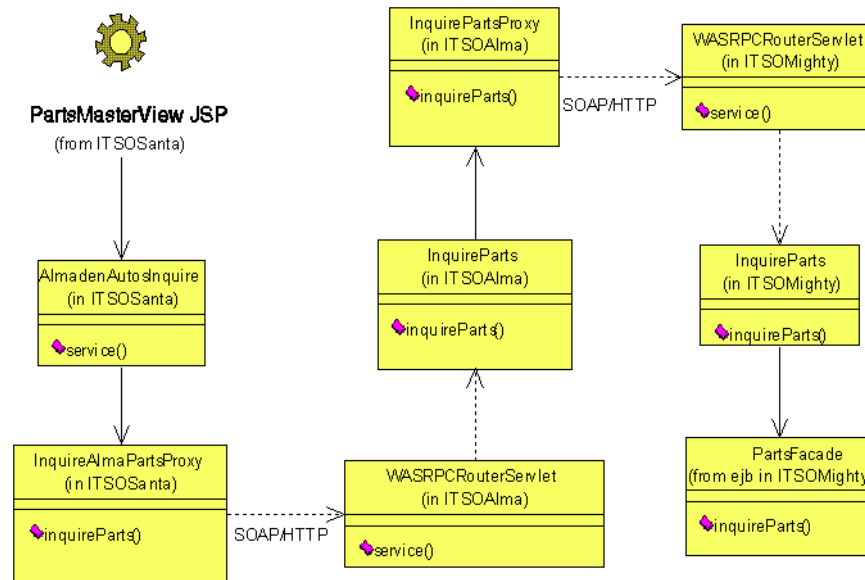 PartsMasterView JSP
(from ITSOSanta)
AlmadenAutosInquire
(in ITSOSanta)
service()
InquireAlmaPartsProxy
(in ITSOSanta)
inquireParts()
SOAP/HTTP
WASRPCRouterServlet
(in ITSOAlma)
service()
InquireParts
(in ITSOAlma)
inquireParts()
InquirePartsProxy
(in ITSOAlma)
inquireParts()
SOAP/HTTP
WASRPCRouterServlet
(in ITSOMighty)
service()
InquireParts
(in ITSOMighty)
inquireParts()
PartsFacade
(from ejb in ITSOMighty
inquireParts()